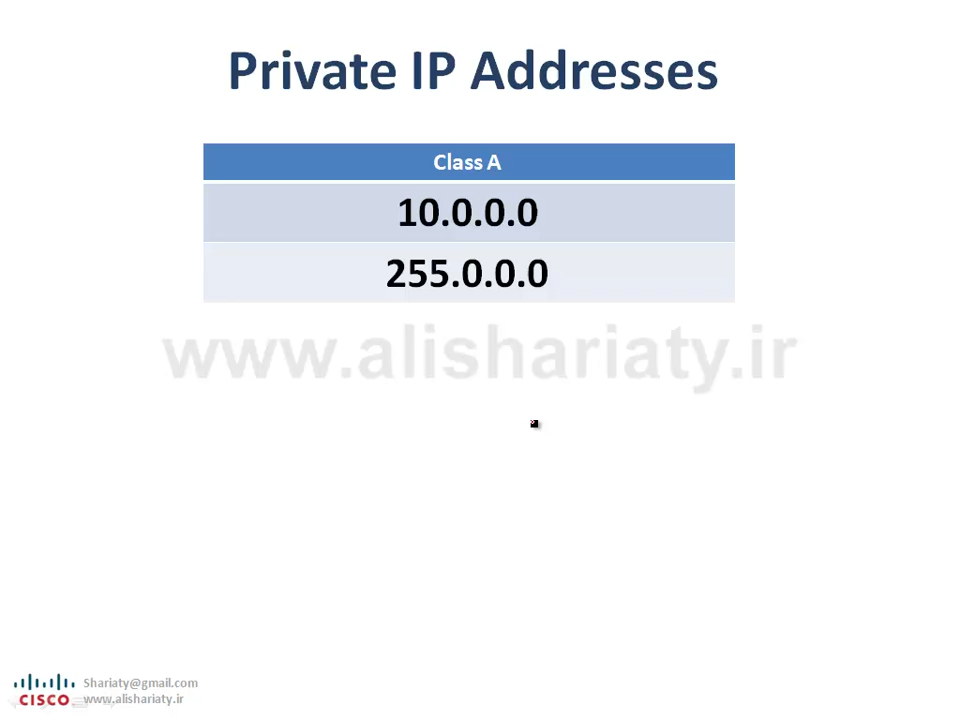 Private IP Addresses
Class A
10.0.0.0
255.0.0.0
www.alishariaty.ir
Shariaty@gmail.com
CISCO www.alishariaty.ir